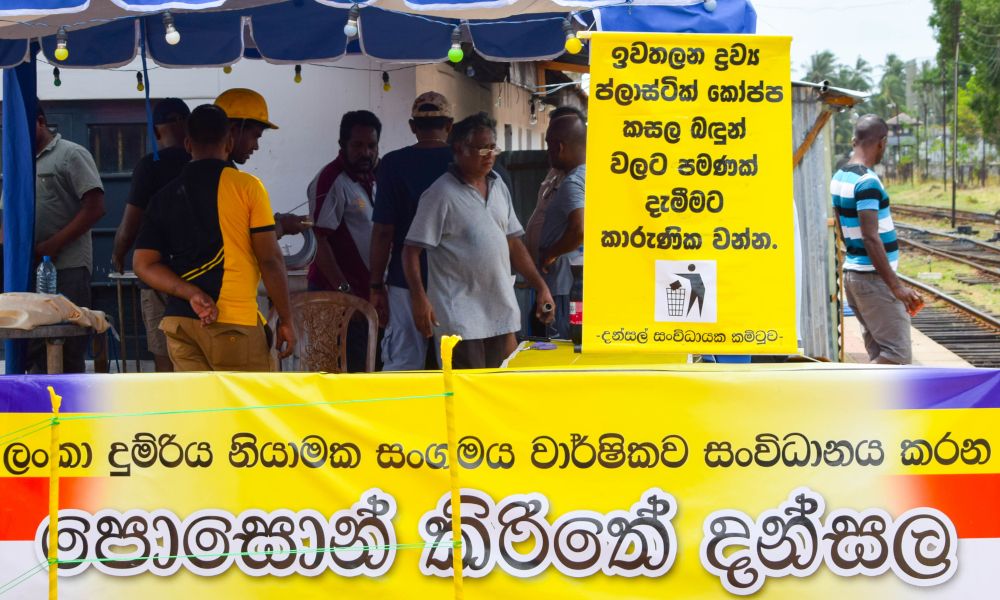 ඉවතලන ද්‍රව්‍ය
ප්ලාස්ටික් කෝප්ප
කසල බඳුන්
වලට පමණක්
දැමීමට
කාරුණික වන්න.
-දන්සල් සංවිධායක කමිටුව-
ලංකා දුම්රිය නියාමක සංගමය වාර්ෂිකව සංවිධානය කරන
පොසොන් කිරිතේ දන්සල